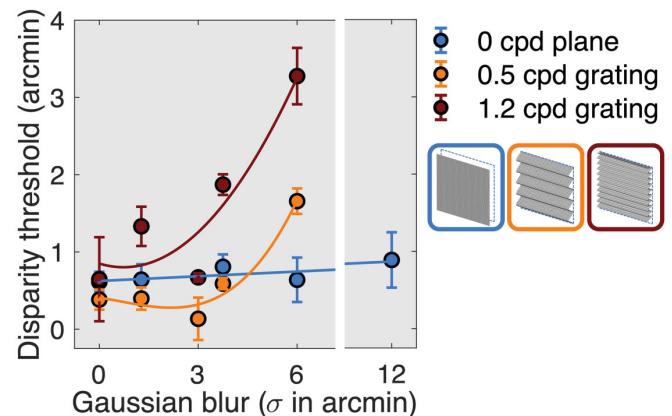 Disparity threshold (arcmin)
4
3
2
1
0
0
3
6
12
Gaussian blur (σ in arcmin)
0 cpd plane
0.5 cpd grating
1.2 cpd grating